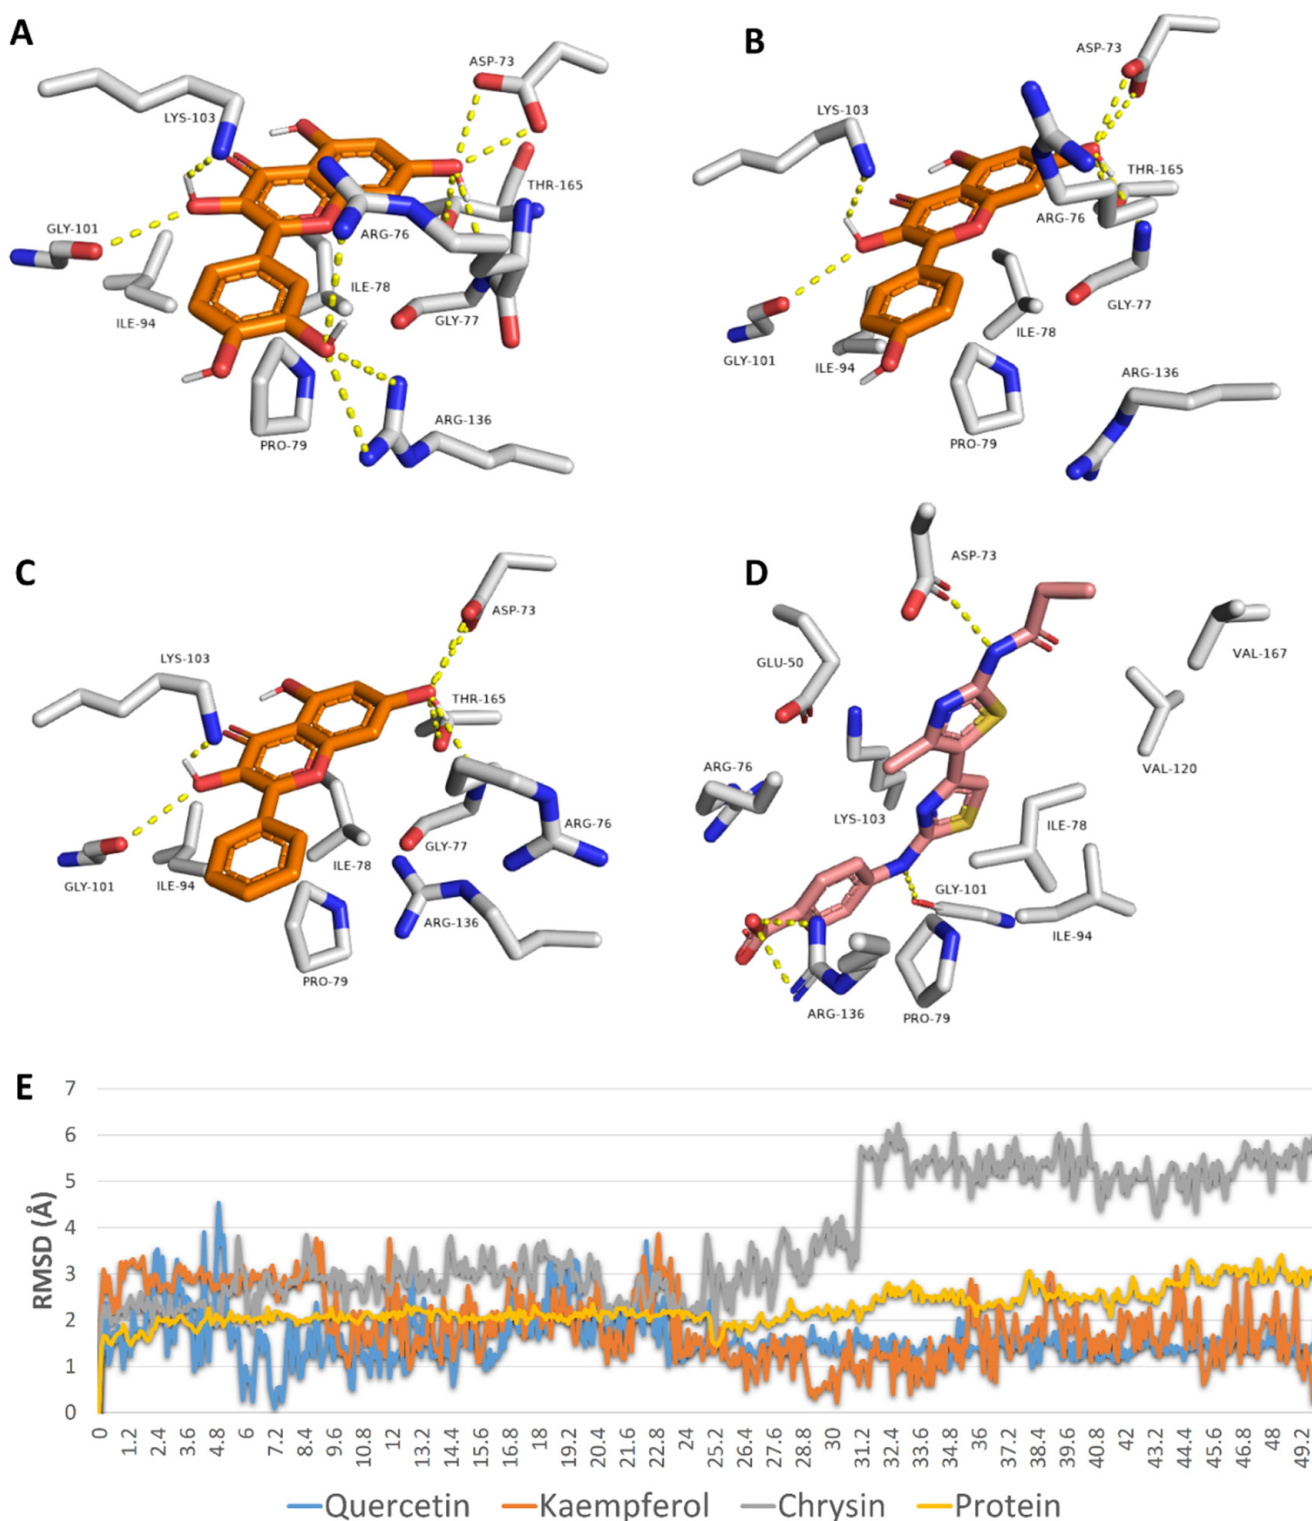 A
ASP-73
LYS-103
THR-165
GLY-101
ARG-76
ILE-78
ILE-94
GLY-77
PRO-79
ARG-136
B
ASP-73
LYS-103
THR-165
ARG-76
GLY-77
ILE-78
GLY-101
ILE-94
ARG-136
PRO-79
C
ASP-73
LYS-103
THR-165
ARG-76
GLY-77
ILE-78
GLY-101
ILE-94
ARG-136
PRO-79
D
ASP-73
GLU-50
VAL-167
ARG-76
VAL-120
LYS-103
ILE-78
GLY-101
ILE-94
ARG-136
PRO-79
E
RMSD (Å)
7
6
5
4
3
2
1
0
0 1.2 2.4 3.6 4.8 6 7.2 8.4 9.6 10.8 12 13.2 14.4 15.6 16.8 18 19.2 20.4 21.6 22.8 24 25.2 26.4 27.6 28.8 30 31.2 32.4 33.6 34.8 36 37.2 38.4 39.6 40.8 42 43.2 44.4 45.6 46.8 48 49.2
Quercetin Kaempferol Chrysin Protein